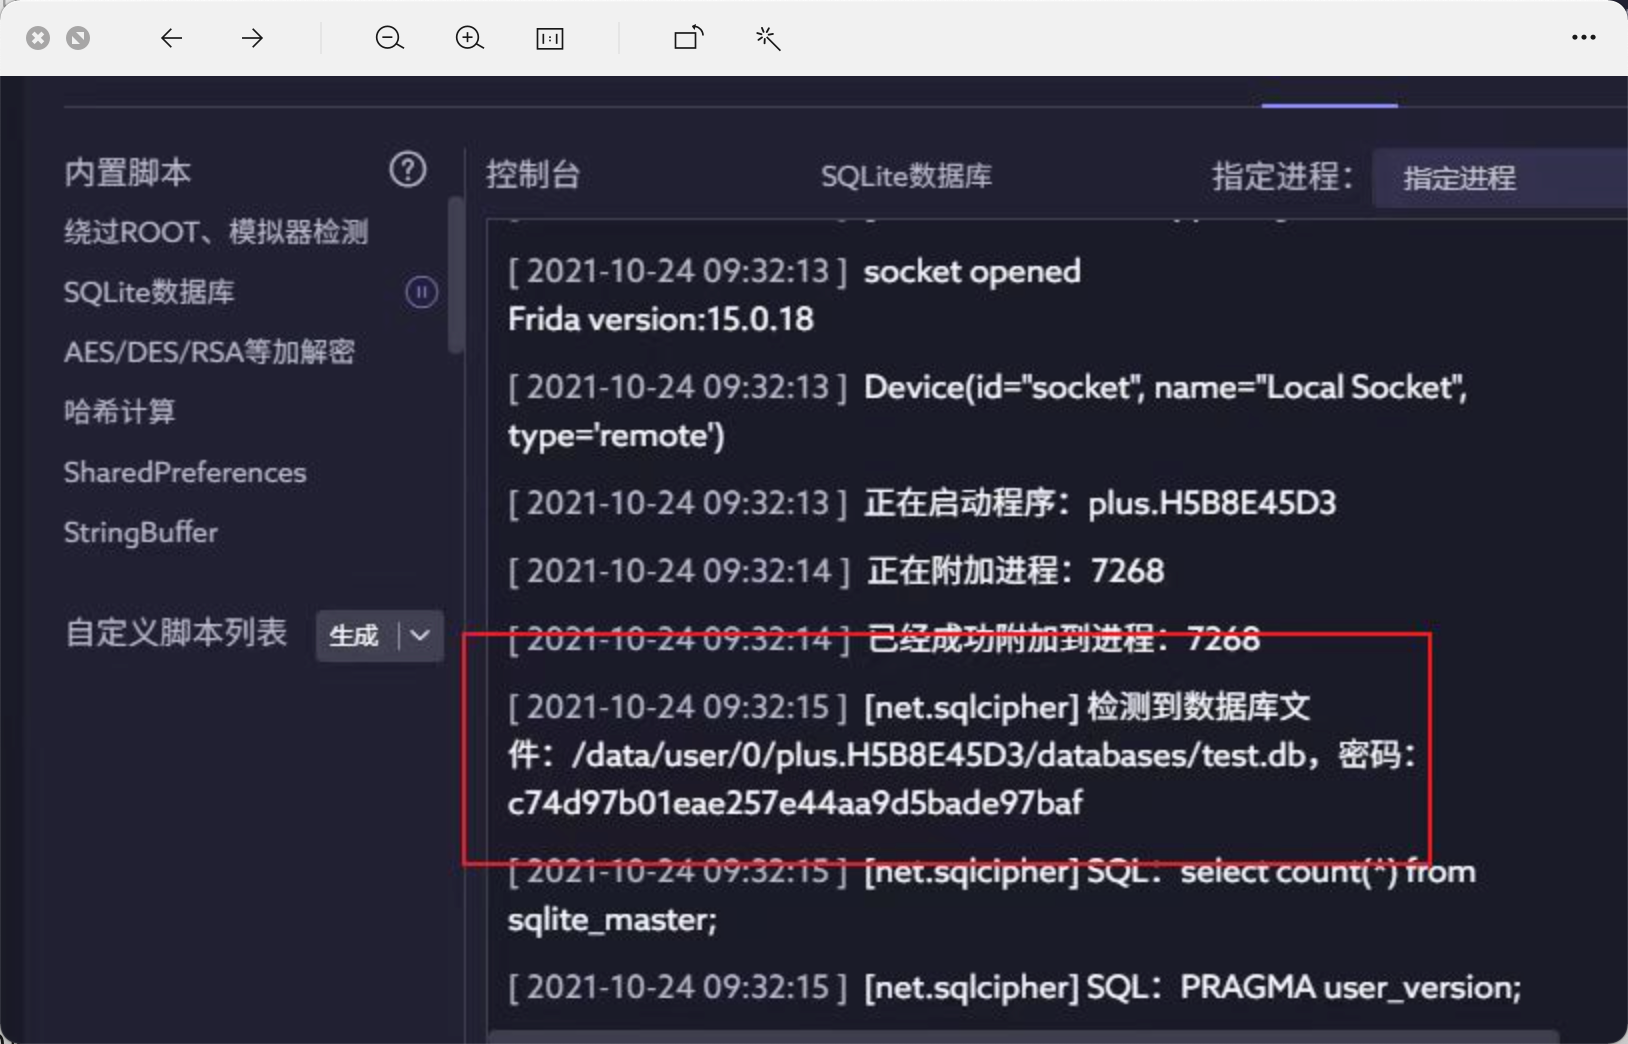 内置脚本
绕过ROOT、模拟器检测
SQLite数据库
AES/DES/RSA等加解密
哈希计算
SharedPreferences
StringBuffer
自定义脚本列表 生成
控制台 SQLite数据库 指定进程： 指定进程
[ 2021-10-24 09:32:13 ] socket opened
Frida version:15.0.18
[ 2021-10-24 09:32:13 ] Device(id="socket", name="Local Socket",
type='remote')
[ 2021-10-24 09:32:13 ] 正在启动程序：plus.H5B8E45D3
[ 2021-10-24 09:32:14 ] 正在附加进程：7268
[ 2021-10-24 09:32:14 ] 已经成功附加到进程：7268
[ 2021-10-24 09:32:15 ] [net.sqlcipher] 检测到数据库文
件：/data/user/0/plus.H5B8E45D3/databases/test.db，密码：
c74d97b01eae257e44aa9d5bade97baf
[ 2021-10-24 09:32:15 ] [net.sqlcipher] SQL：select count(*) from
sqlite_master;
[ 2021-10-24 09:32:15 ] [net.sqlcipher] SQL：PRAGMA user_version;